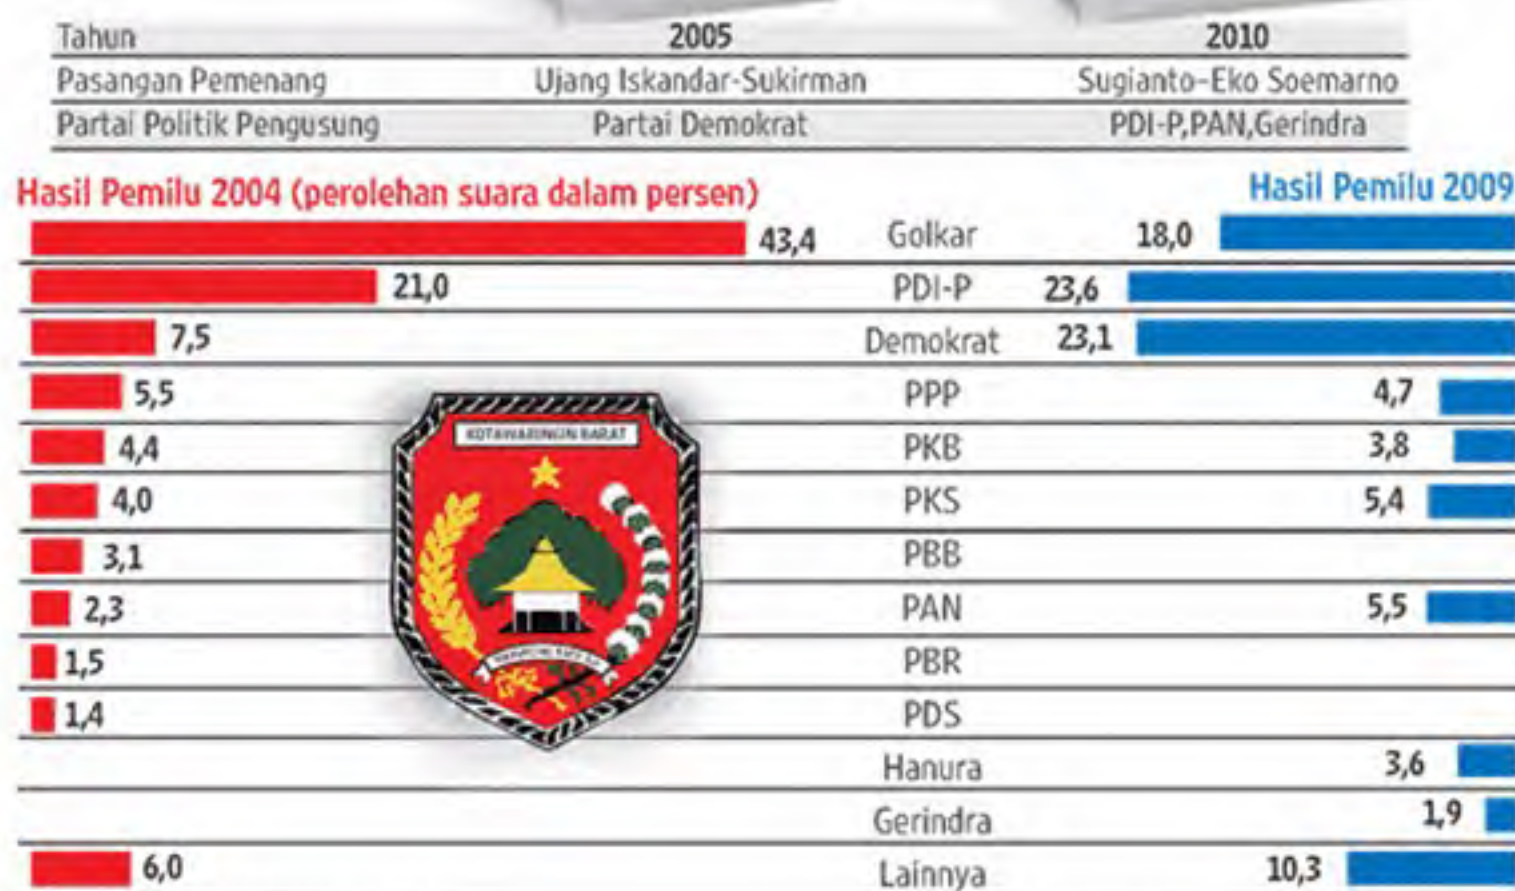 Tahun 2005 2010
Pasangan Pemenang Ujang Iskandar-Sukirman Sugianto-Eko Soemarno
Partai Politik Pengusung Partai Demokrat PDI-P,PAN,Gerindra
Hasil Pemilu 2004 (perolehan suara dalam persen) Hasil Pemilu 2009
43,4 Golkar 18,0
21,0 PDI-P 23,6
7,5 Demokrat 23,1
5,5 PPP 4,7
KOTAWARINGIN BARAT
4,4 PKB 3,8
4,0 PKS 5,4
3,1 PBB
2,3 PAN 5,5
1,5 PBR
1,4 PDS
Hanura 3,6
Gerindra 1,9
6,0 Lainnya 10,3